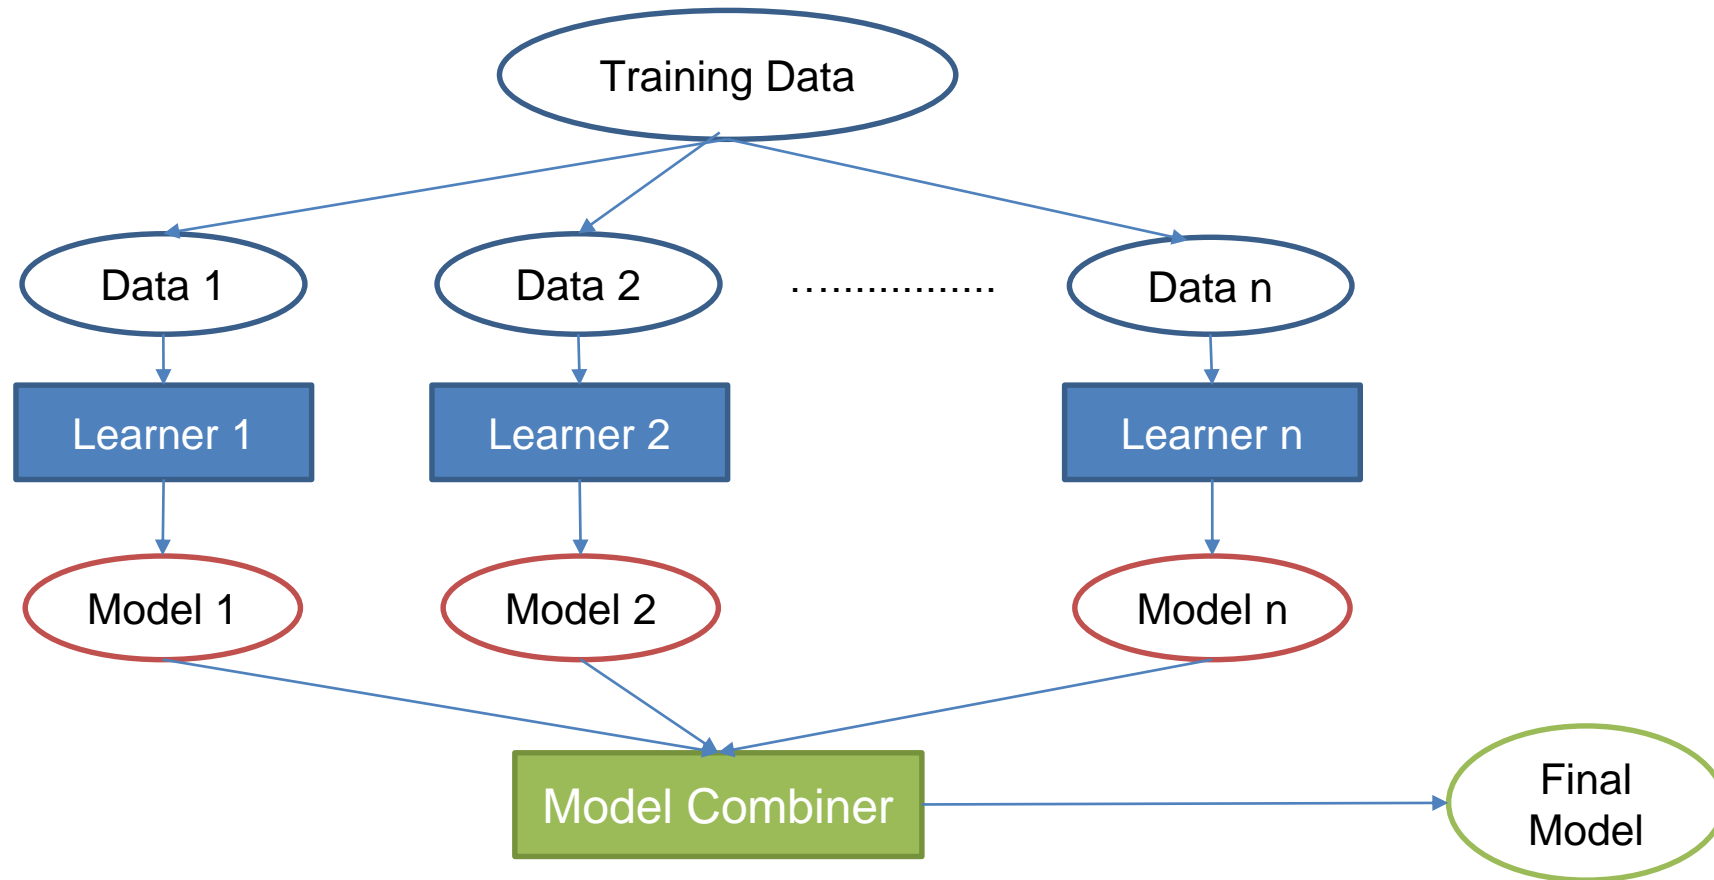 Training Data
Data 1
Data 2
….............
Data n
Learner 1
Learner 2
Learner n
Model 1
Model 2
Model n
Model Combiner
Final
Model